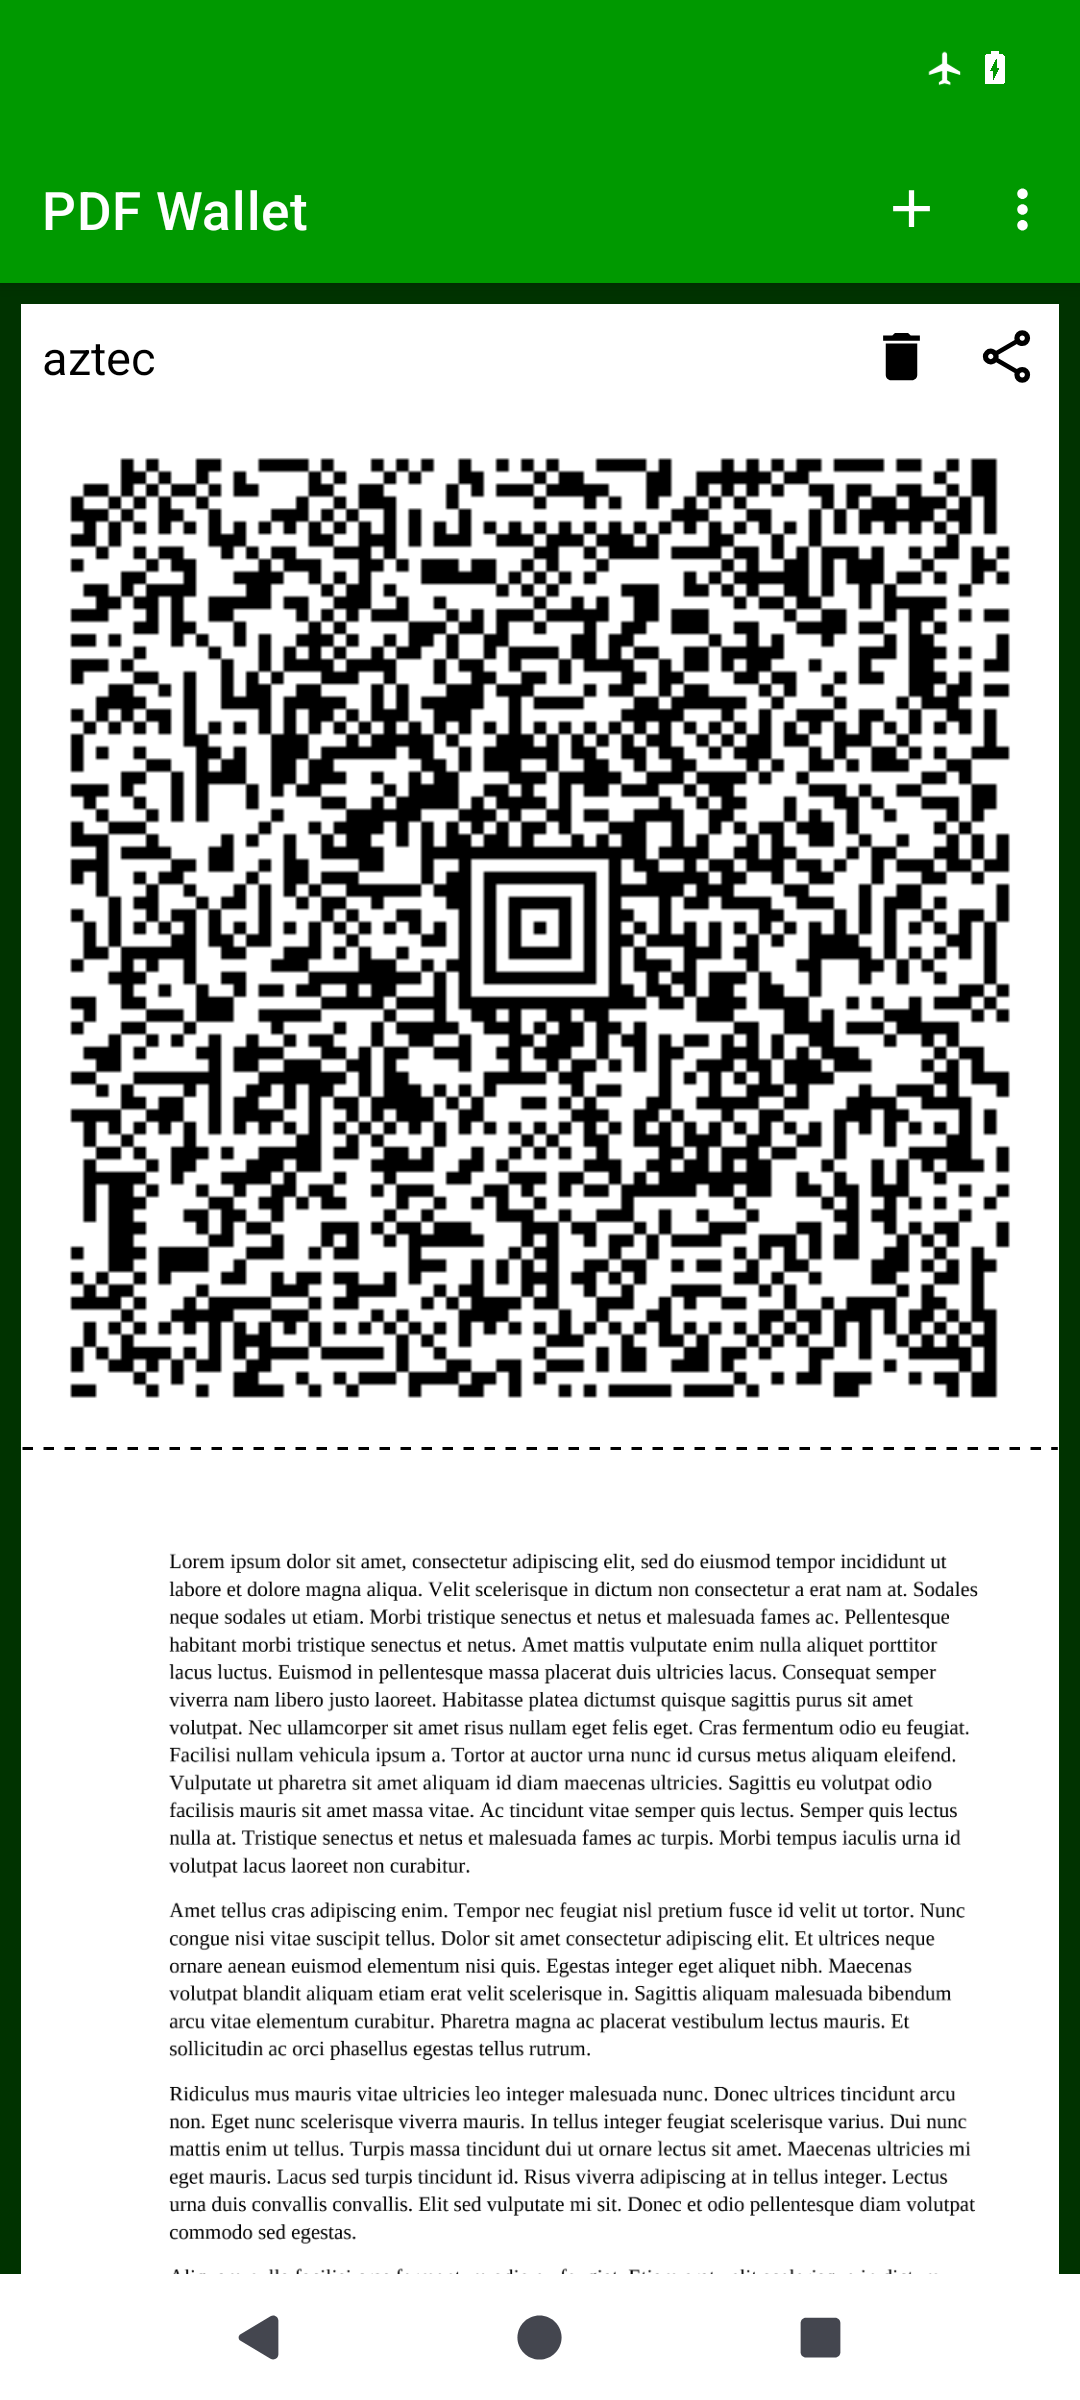 PDF Wallet
aztec
Lorem ipsum dolor sit amet, consectetur adipiscing elit, sed do eiusmod tempor incididunt ut
labore et dolore magna aliqua. Velit scelerisque in dictum non consectetur a erat nam at. Sodales
neque sodales ut etiam. Morbi tristique senectus et netus et malesuada fames ac. Pellentesque
habitant morbi tristique senectus et netus. Amet mattis vulputate enim nulla aliquet porttitor
lacus luctus. Euismod in pellentesque massa placerat duis ultricies lacus. Consequat semper
viverra nam libero justo laoreet. Habitasse platea dictumst quisque sagittis purus sit amet
volutpat. Nec ullamcorper sit amet risus nullam eget felis eget. Cras fermentum odio eu feugiat.
Facilisi nullam vehicula ipsum a. Tortor at auctor urna nunc id cursus metus aliquam eleifend.
Vulputate ut pharetra sit amet aliquam id diam maecenas ultricies. Sagittis eu volutpat odio
facilisis mauris sit amet massa vitae. Ac tincidunt vitae semper quis lectus. Semper quis lectus
nulla at. Tristique senectus et netus et malesuada fames ac turpis. Morbi tempus iaculis urna id
volutpat lacus laoreet non curabitur.
Amet tellus cras adipiscing enim. Tempor nec feugiat nisl pretium fusce id velit ut tortor. Nunc
congue nisi vitae suscipit tellus. Dolor sit amet consectetur adipiscing elit. Et ultrices neque
ornare aenean euismod elementum nisi quis. Egestas integer eget aliquet nibh. Maecenas
volutpat blandit aliquam etiam erat velit scelerisque in. Sagittis aliquam malesuada bibendum
arcu vitae elementum curabitur. Pharetra magna ac placerat vestibulum lectus mauris. Et
sollicitudin ac orci phasellus egestas tellus rutrum.
Ridiculus mus mauris vitae ultricies leo integer malesuada nunc. Donec ultrices tincidunt arcu
non. Eget nunc scelerisque viverra mauris. In tellus integer feugiat scelerisque varius. Dui nunc
mattis enim ut tellus. Turpis massa tincidunt dui ut ornare lectus sit amet. Maecenas ultricies mi
eget mauris. Lacus sed turpis tincidunt id. Risus viverra adipiscing at in tellus integer. Lectus
urna duis convallis convallis. Elit sed vulputate mi sit. Donec et odio pellentesque diam volutpat
commodo sed egestas.